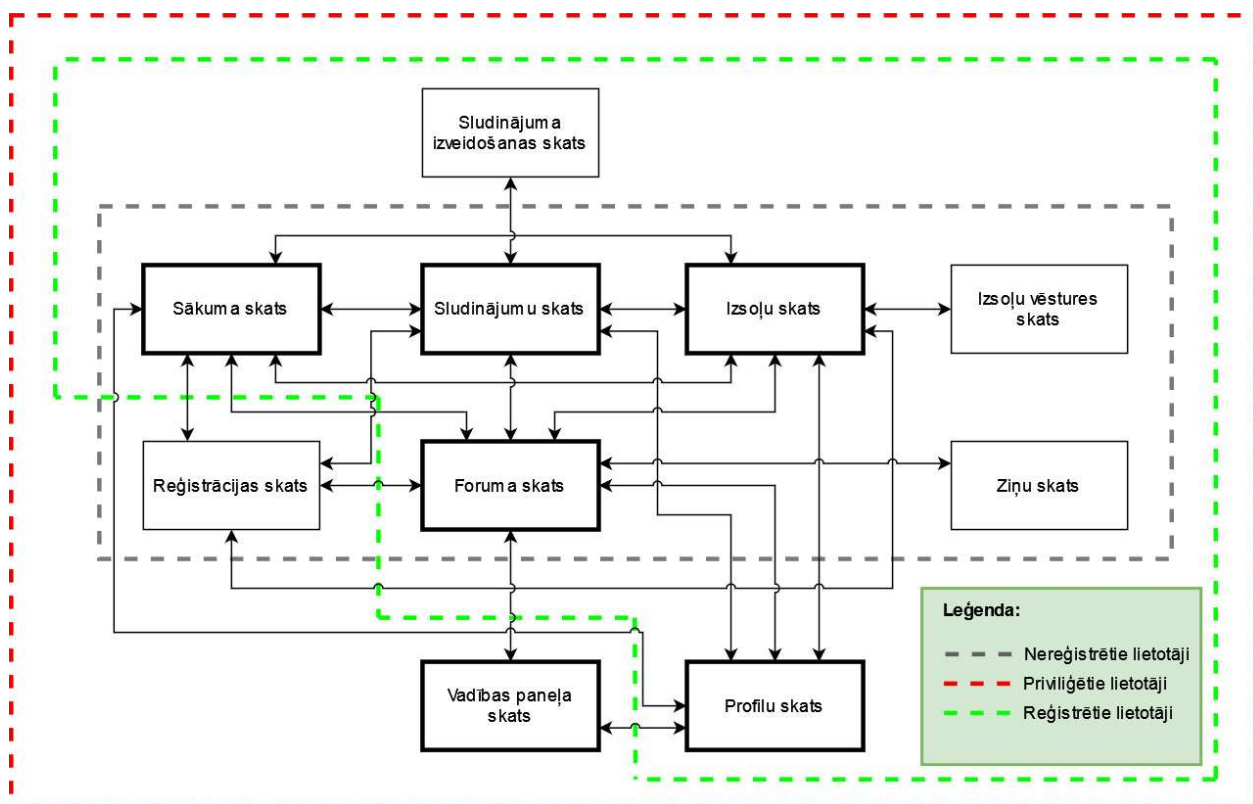 Sludinājuma
izveidošanas skats
Sākuma skats
Sludinājumu skats
Izsoļu skats
Izsoļu vēstures
skats
Reģistrācijas skats
Foruma skats
Ziņu skats
Vadības paneļa
skats
Profilu skats
Leģenda:
Nereģistrētie lietotāji
Priviliģētie lietotāji
Reģistrētie lietotāji